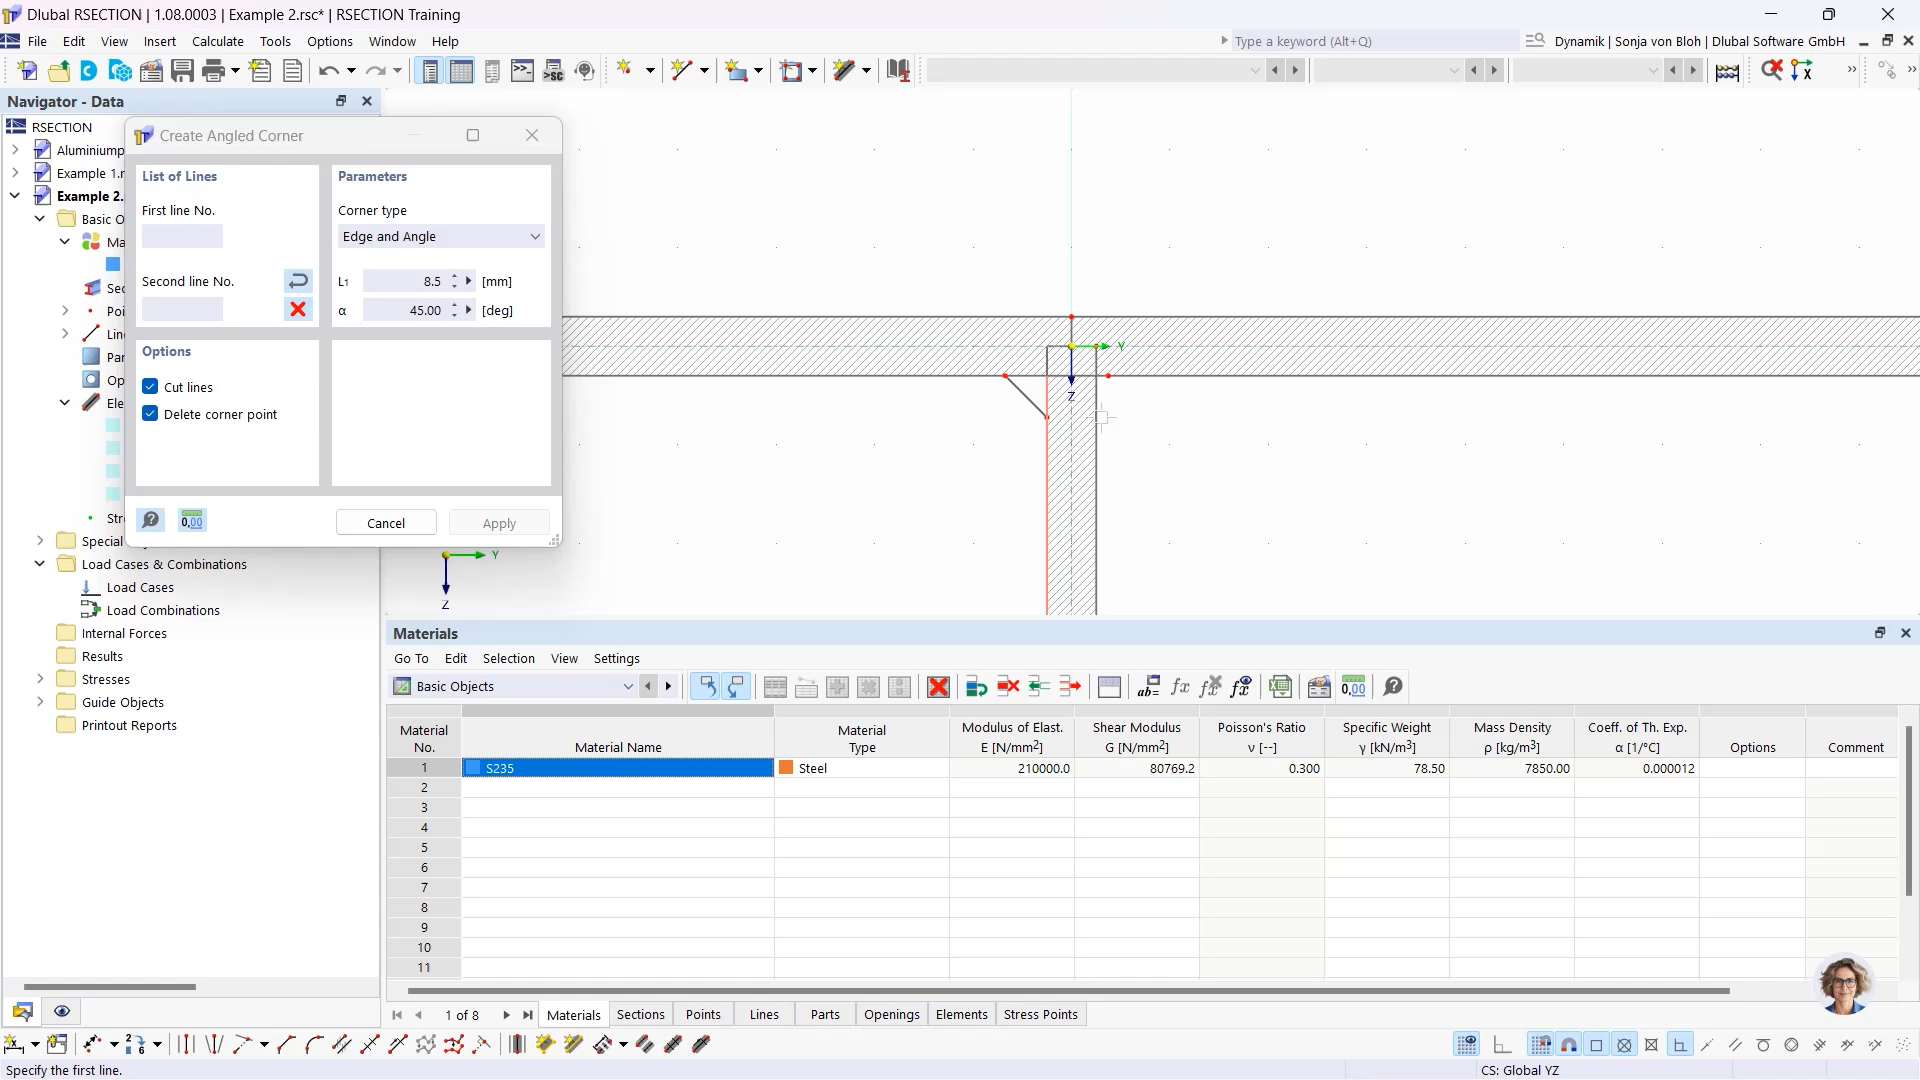 Dlubal RSECTION | 1.08.0003 | Example 2.rsc* | RSECTION Training
File Edit View Insert Calculate Tools Options Window Help
Type a keyword (Alt+Q)
Dynamik | Sonja von Bloh | Dlubal Software GmbH
Navigator - Data
RSECTION
Aluminiump
Example 1.r
Example 2.
Basic O
Ma
Sec
Poi
Lin
Par
Op
Ele
Str
Special
Load Cases & Combinations
Load Cases
Load Combinations
Internal Forces
Results
Stresses
Guide Objects
Printout Reports
Create Angled Corner
List of Lines
First line No.
Second line No.
Parameters
Corner type
Edge and Angle
L1 8.5 [mm]
α 45.00 [deg]
Options
Cut lines
Delete corner point
0,00
Cancel Apply
Y
Z
Y
Z
Materials
Go To Edit Selection View Settings
Basic Objects
Material No. Material Name Material Type Modulus of Elast. E [N/mm2] Shear Modulus G [N/mm2] Poisson's Ratio ν [--] Specific Weight γ [kN/m3] Mass Density ρ [kg/m3] Coeff. of Th. Exp. α [1/°C] Options Comment
1 S235 Steel 210000.0 80769.2 0.300 78.50 7850.00 0.000012
2
3
4
5
6
7
8
9
10
11
1 of 8 Materials Sections Points Lines Parts Openings Elements Stress Points
Specify the first line.
CS: Global YZ